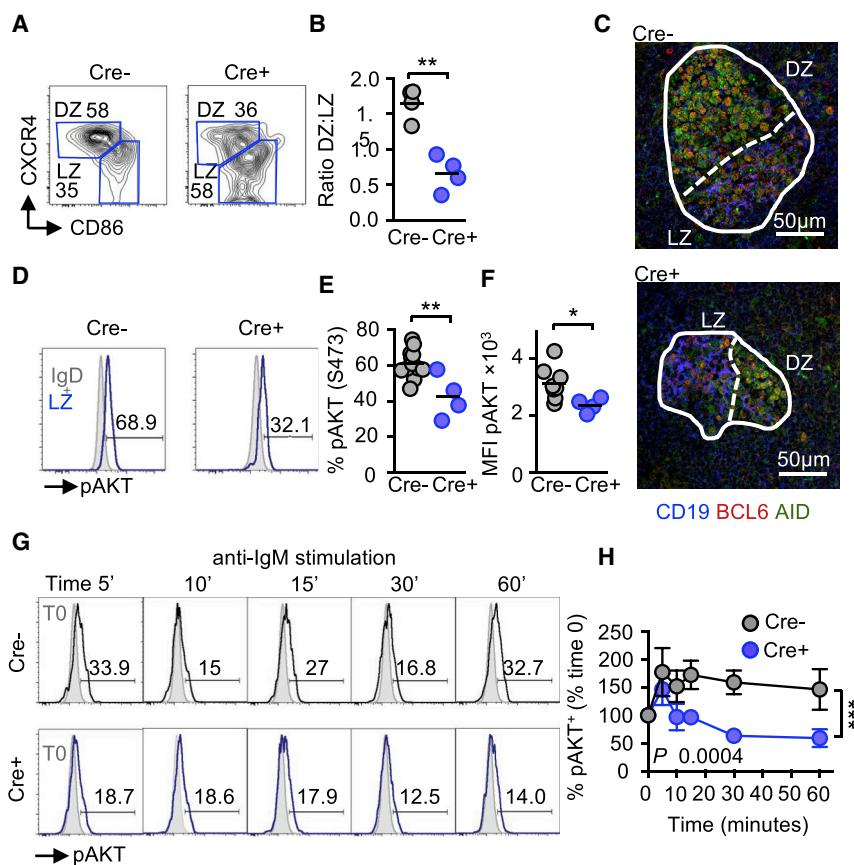 A
Cre-
Cre+
DZ 58
DZ 36
LZ
35
LZ
58
CXCR4
CD86
B
**
Ratio DZ:LZ
2.0
1.
5
1.0
0.5
0.0
Cre- Cre+
C
Cre-
DZ
LZ
50µm
Cre+
LZ
DZ
50µm
CD19 BCL6 AID
D
Cre-
Cre+
IgD
+
LZ
68.9
32.1
pAKT
E
**
% pAKT (S473)
80
60
40
20
0
Cre- Cre+
F
*
MFI pAKT ×10³
4
2
0
Cre- Cre+
G
anti-IgM stimulation
Time 5’
10’
15’
30’
60’
Cre-
T0
33.9
15
27
16.8
32.7
Cre+
T0
18.7
18.6
17.9
12.5
14.0
pAKT
H
Cre-
Cre+
% pAKT⁺ (% time 0)
250
200
150
100
50
0
***
P 0.0004
0 10 20 30 40 50 60
Time (minutes)